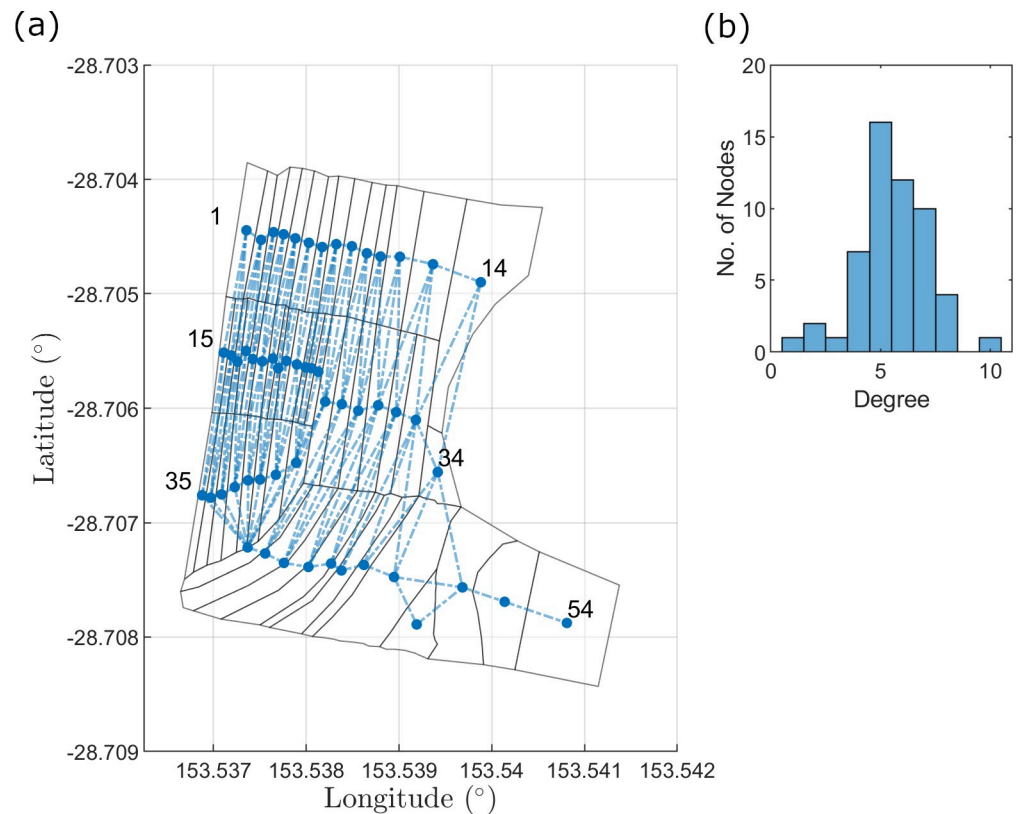 (a)
-28.703
-28.704
-28.705
-28.706
-28.707
-28.708
-28.709
Latitude (°)
1
14
15
34
35
54
153.537 153.538 153.539 153.54 153.541 153.542
Longitude (°)
(b)
20
15
10
5
0
No. of Nodes
0 5 10
Degree